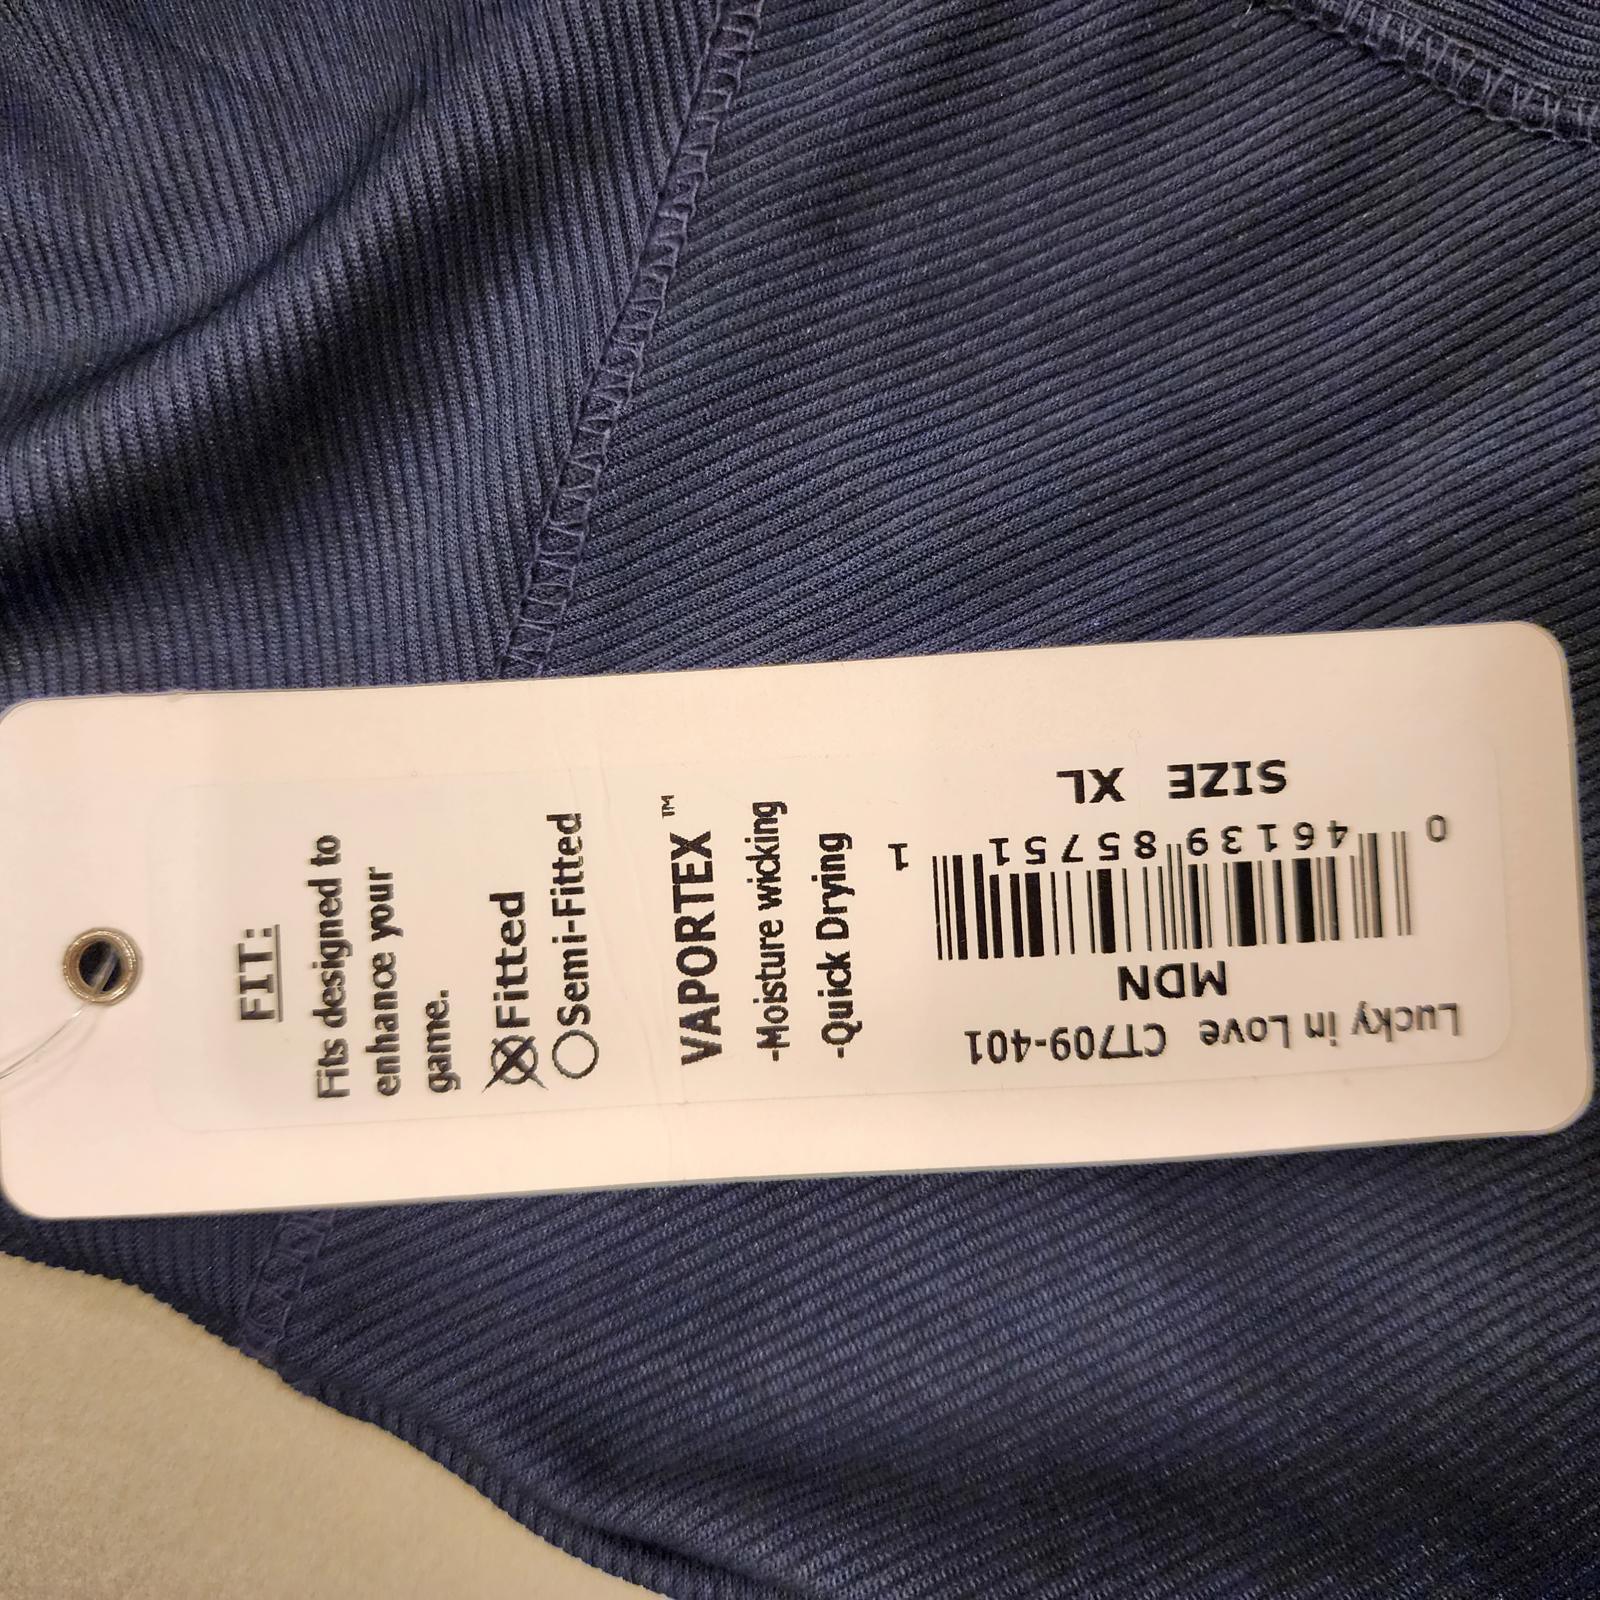 FIT:
Fits designed to
enhance your
game.
Fitted
Semi-Fitted
VAPORTEX™
-Moisture wicking
-Quick Drying
Lucky in Love CT709-401
MDN
0 46139 85751 1
SIZE XL